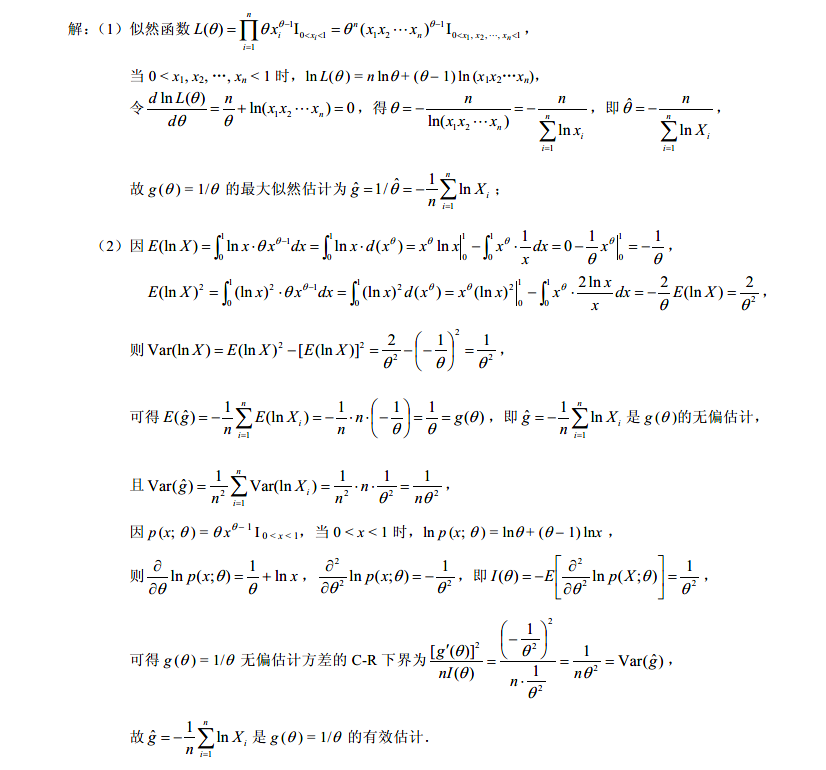 解:(1)似然函数 $L(\theta)=\prod_{i=1}^{n}\theta x_i^{\theta-1}\mathrm{I}_{0<x_i<1}=\theta^n(x_1x_2\cdots x_n)^{\theta-1}\mathrm{I}_{0<x_1,x_2,\cdots,x_n<1}$,
当 $0<x_1,x_2,\cdots,x_n<1$ 时,$\ln L(\theta)=n\ln\theta+(\theta-1)\ln(x_1x_2\cdots x_n)$,
令 $\frac{d\ln L(\theta)}{d\theta}=\frac{n}{\theta}+\ln(x_1x_2\cdots x_n)=0$,得 $\theta=-\frac{n}{\ln(x_1x_2\cdots x_n)}=-\frac{n}{\sum_{i=1}^{n}\ln x_i}$,即 $\hat{\theta}=-\frac{n}{\sum_{i=1}^{n}\ln X_i}$,
故 $g(\theta)=1/\theta$ 的最大似然估计为 $\hat{g}=1/\hat{\theta}=-\frac{1}{n}\sum_{i=1}^{n}\ln X_i$;
(2)因 $E(\ln X)=\int_0^1\ln x\cdot\theta x^{\theta-1}dx=\int_0^1\ln x\cdot d(x^\theta)=x^\theta\ln x\big|_0^1-\int_0^1x^\theta\cdot\frac{1}{x}dx=0-\frac{1}{\theta}x^\theta\big|_0^1=-\frac{1}{\theta}$,
$E(\ln X)^2=\int_0^1(\ln x)^2\cdot\theta x^{\theta-1}dx=\int_0^1(\ln x)^2d(x^\theta)=x^\theta(\ln x)^2\big|_0^1-\int_0^1x^\theta\cdot\frac{2\ln x}{x}dx=-\frac{2}{\theta}E(\ln X)=\frac{2}{\theta^2}$,
则 $\mathrm{Var}(\ln X)=E(\ln X)^2-[E(\ln X)]^2=\frac{2}{\theta^2}-\left(-\frac{1}{\theta}\right)^2=\frac{1}{\theta^2}$,
可得 $E(\hat{g})=-\frac{1}{n}\sum_{i=1}^{n}E(\ln X_i)=-\frac{1}{n}\cdot n\cdot\left(-\frac{1}{\theta}\right)=\frac{1}{\theta}=g(\theta)$,即 $\hat{g}=-\frac{1}{n}\sum_{i=1}^{n}\ln X_i$ 是 $g(\theta)$的无偏估计,
且 $\mathrm{Var}(\hat{g})=\frac{1}{n^2}\sum_{i=1}^{n}\mathrm{Var}(\ln X_i)=\frac{1}{n^2}\cdot n\cdot\frac{1}{\theta^2}=\frac{1}{n\theta^2}$,
因 $p(x;\theta)=\theta x^{\theta-1}\mathrm{I}_{0<x<1}$,当 $0<x<1$ 时,$\ln p(x;\theta)=\ln\theta+(\theta-1)\ln x$,
则 $\frac{\partial}{\partial\theta}\ln p(x;\theta)=\frac{1}{\theta}+\ln x$,$\frac{\partial^2}{\partial\theta^2}\ln p(x;\theta)=-\frac{1}{\theta^2}$,即 $I(\theta)=-E\left[\frac{\partial^2}{\partial\theta^2}\ln p(X;\theta)\right]=\frac{1}{\theta^2}$,
可得 $g(\theta)=1/\theta$ 无偏估计方差的 C-R 下界为 $\frac{[g'(\theta)]^2}{nI(\theta)}=\frac{\left(-\frac{1}{\theta^2}\right)^2}{n\cdot\frac{1}{\theta^2}}=\frac{1}{n\theta^2}=\mathrm{Var}(\hat{g})$,
故 $\hat{g}=-\frac{1}{n}\sum_{i=1}^{n}\ln X_i$ 是 $g(\theta)=1/\theta$ 的有效估计.